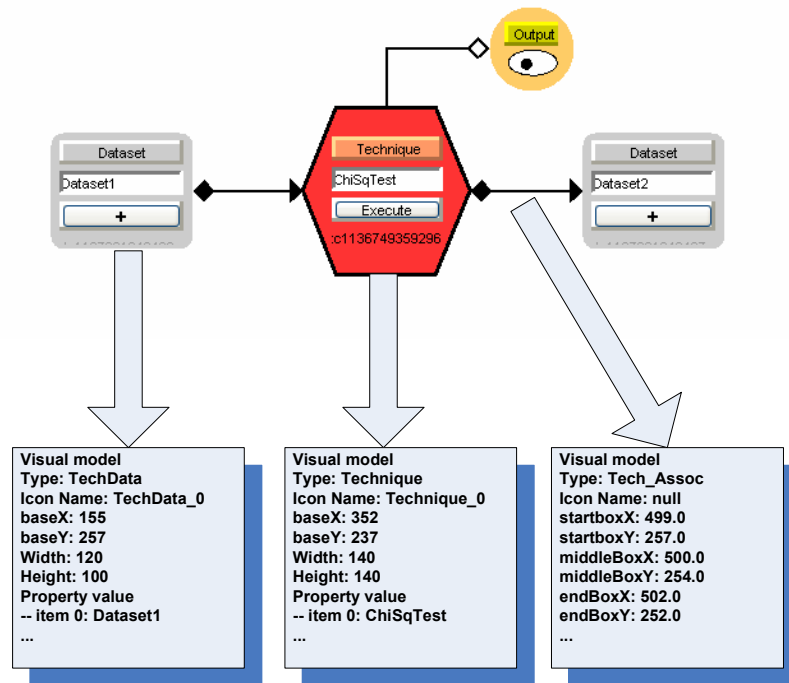 Output
Dataset
Dataset1
+
Technique
ChiSqTest
Execute
:c1136749359296
Dataset
Dataset2
+
Visual model
Type: TechData
Icon Name: TechData_0
baseX: 155
baseY: 257
Width: 120
Height: 100
Property value
-- item 0: Dataset1
...
Visual model
Type: Technique
Icon Name: Technique_0
baseX: 352
baseY: 237
Width: 140
Height: 140
Property value
-- item 0: ChiSqTest
...
Visual model
Type: Tech_Assoc
Icon Name: null
startboxX: 499.0
startboxY: 257.0
middleBoxX: 500.0
middleBoxY: 254.0
endBoxX: 502.0
endBoxY: 252.0
...